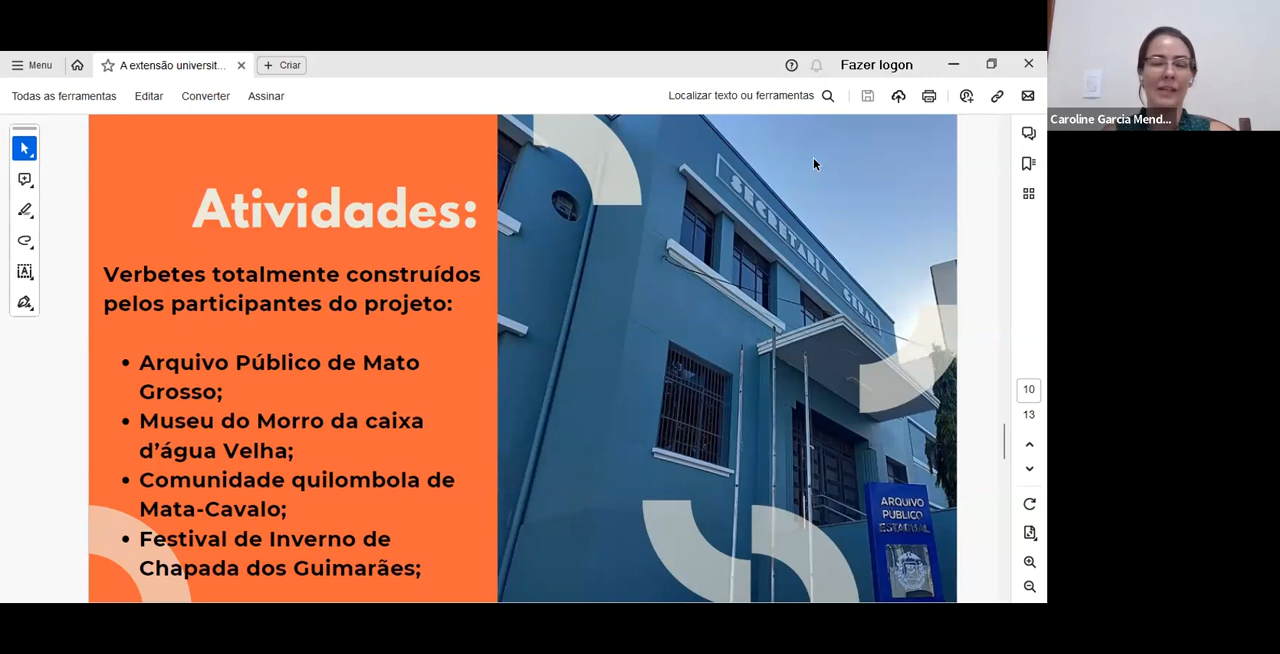 Menu
A extensão universit...
Criar
Fazer logon
Todas as ferramentas
Editar
Converter
Assinar
Localizar texto ou ferramentas
Caroline Garcia Mend...
Atividades:
Verbetes totalmente construídos
pelos participantes do projeto:
• Arquivo Público de Mato
Grosso;
• Museu do Morro da caixa
d’água Velha;
• Comunidade quilombola de
Mata-Cavalo;
• Festival de Inverno de
Chapada dos Guimarães;
SECRETARIA GERAL
ARQUIVO
PUBLICO
ESTADUAL
10
13